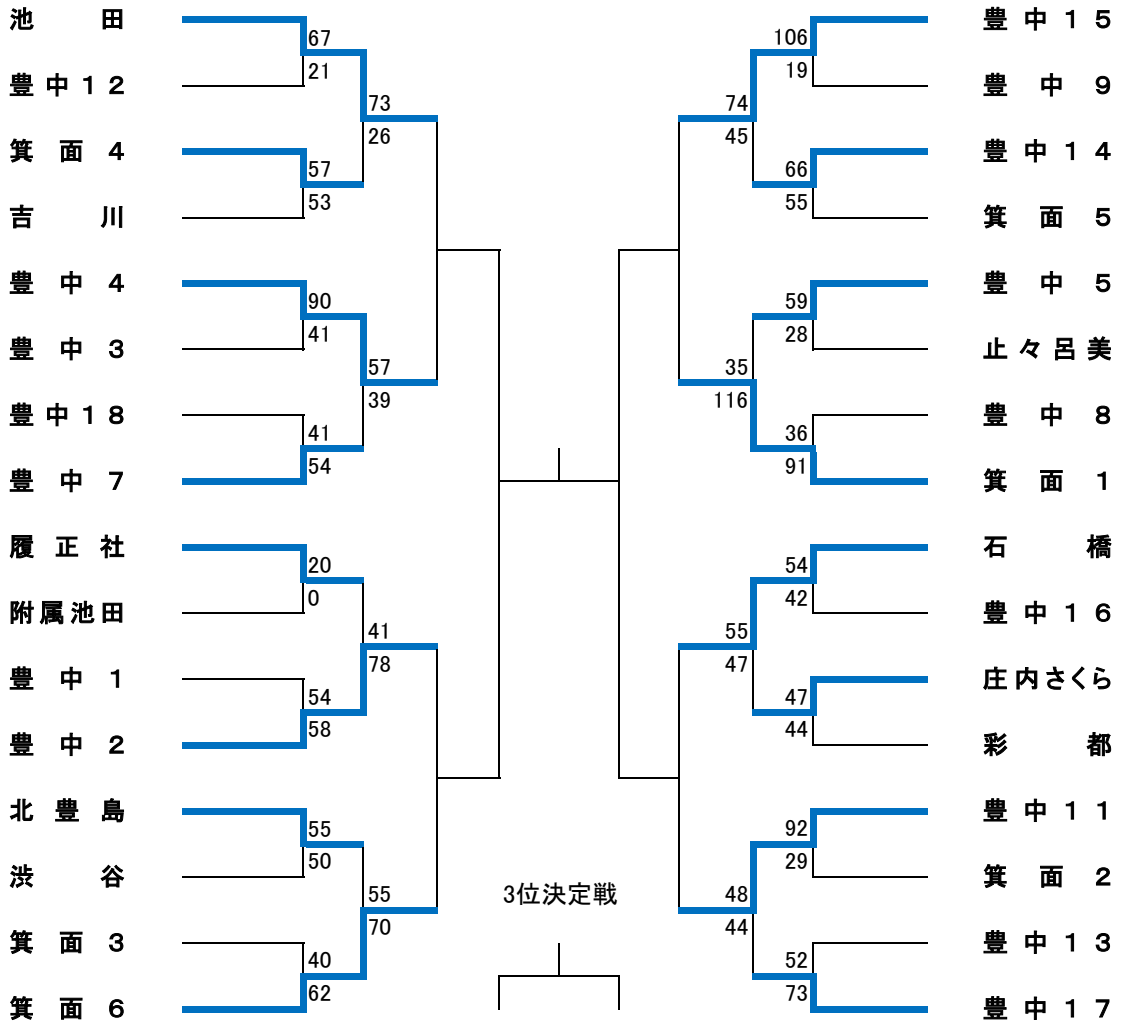 池田
67
21
豊中12
73
26
箕面4
57
53
吉川
豊中4
90
41
豊中3
57
39
豊中18
41
54
豊中7
履正社
20
0
附属池田
41
78
豊中1
54
58
豊中2
北豊島
55
50
渋谷
55
70
箕面3
40
62
箕面6
豊中15
106
19
豊中9
74
45
豊中14
66
55
箕面5
豊中5
59
28
止々呂美
35
116
豊中8
36
91
箕面1
石橋
54
42
豊中16
55
47
庄内さくら
47
44
彩都
豊中11
92
29
箕面2
48
44
豊中13
52
73
豊中17
3位決定戦